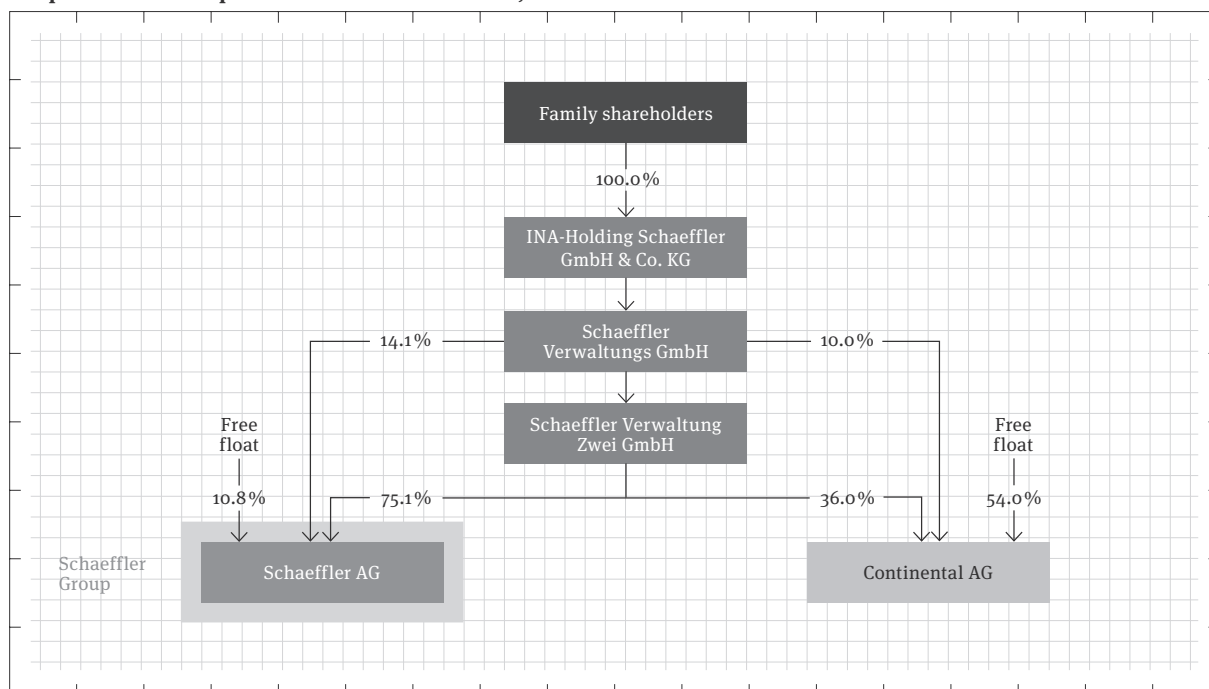 Family shareholders
100.0%
INA-Holding Schaeffler
GmbH & Co. KG
14.1%
Schaeffler
Verwaltungs GmbH
10.0%
Free
float
Schaeffler Verwaltung
Zwei GmbH
Free
float
10.8%
75.1%
36.0%
54.0%
Schaeffler
Group
Schaeffler AG
Continental AG